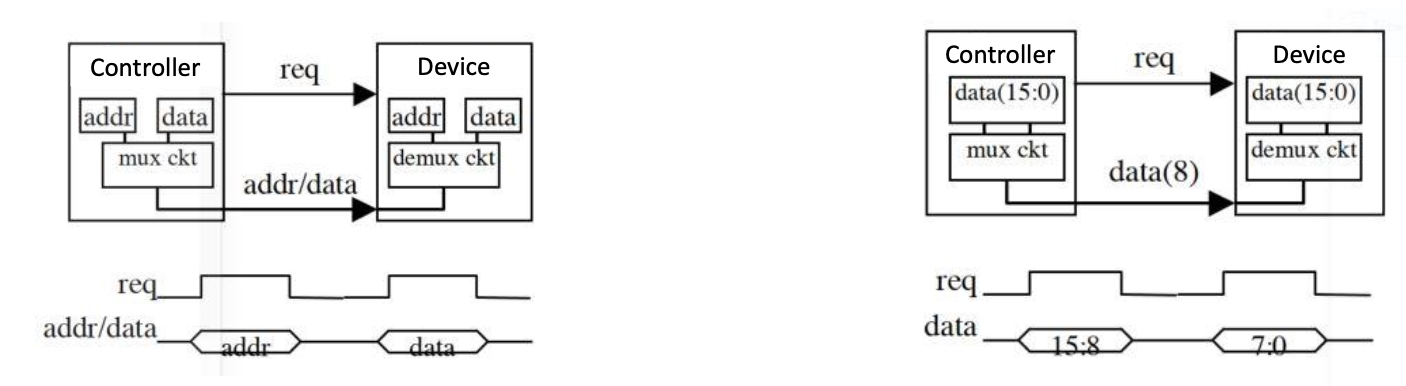 Controller
req
Device
addr data
addr data
mux ckt
demux ckt
addr/data
req
addr/data
addr
data
Controller
req
Device
data(15:0)
data(15:0)
mux ckt
demux ckt
data(8)
req
data
15:8
7:0